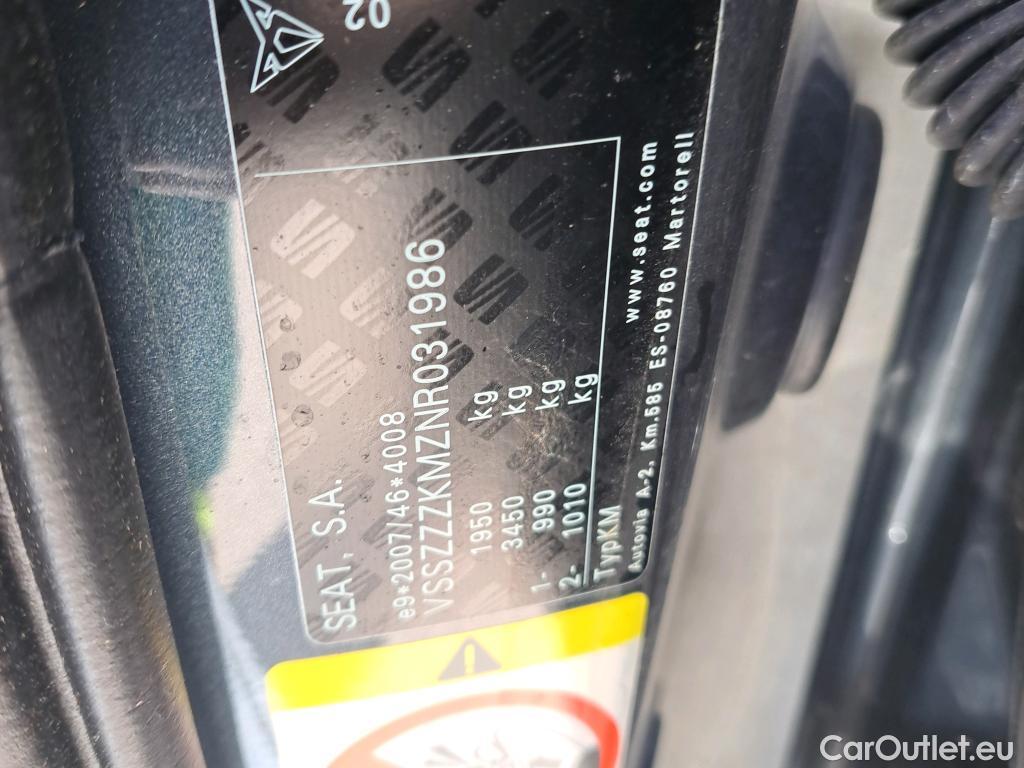 02
SEAT, S.A.
e9*2007/46*4008
VSSZZZKMZNR031986
1950 kg
3450 kg
1- 990 kg
2- 1010 kg
TypKM
www.seat.com
Autovía A-2, Km.585 ES-08760 Martorell
CarOutlet.eu